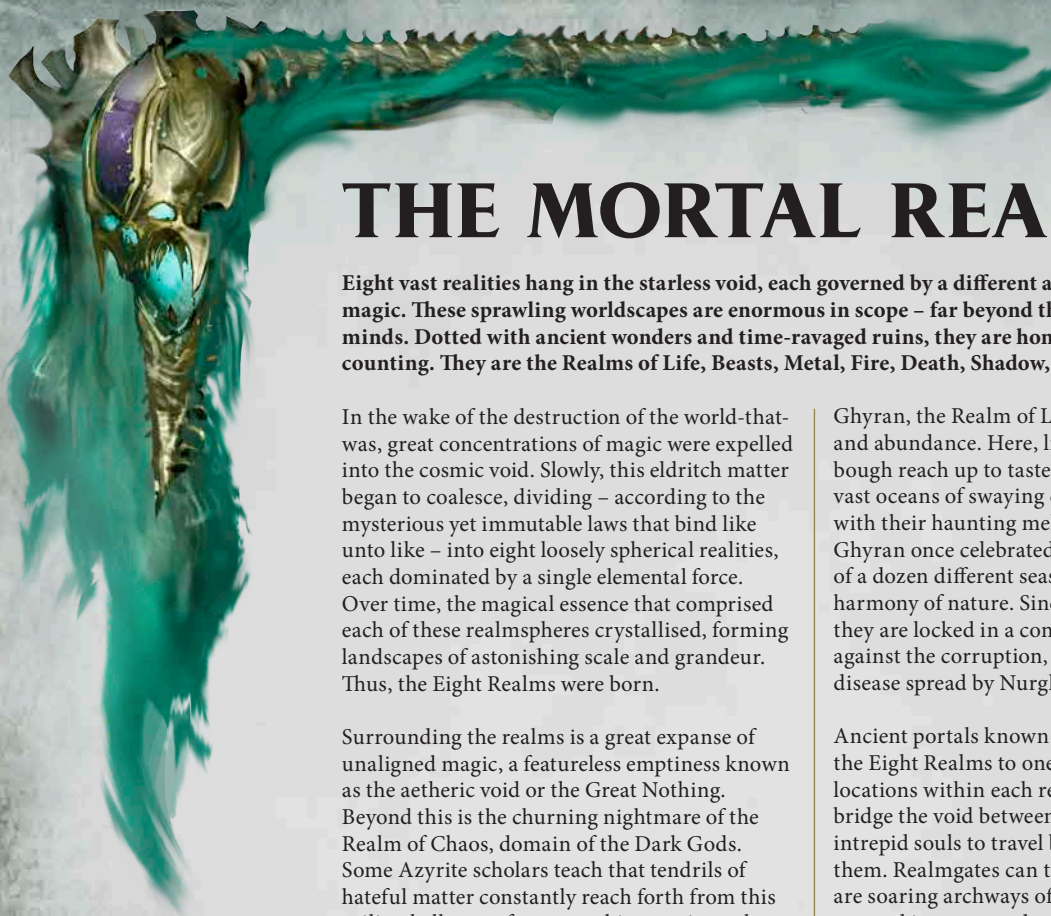 THE MORTAL REA
Eight vast realities hang in the starless void, each governed by a different a
magic. These sprawling worldscapes are enormous in scope – far beyond th
minds. Dotted with ancient wonders and time-ravaged ruins, they are hom
counting. They are the Realms of Life, Beasts, Metal, Fire, Death, Shadow,
In the wake of the destruction of the world-that-
was, great concentrations of magic were expelled
into the cosmic void. Slowly, this eldritch matter
began to coalesce, dividing – according to the
mysterious yet immutable laws that bind like
unto like – into eight loosely spherical realities,
each dominated by a single elemental force.
Over time, the magical essence that comprised
each of these realmspheres crystallised, forming
landscapes of astonishing scale and grandeur.
Thus, the Eight Realms were born.
Surrounding the realms is a great expanse of
unaligned magic, a featureless emptiness known
as the aetheric void or the Great Nothing.
Beyond this is the churning nightmare of the
Realm of Chaos, domain of the Dark Gods.
Some Azyrite scholars teach that tendrils of
hateful matter constantly reach forth from this
Ghyran, the Realm of L
and abundance. Here, li
bough reach up to taste
vast oceans of swaying
with their haunting me
Ghyran once celebrated
of a dozen different seas
harmony of nature. Sinc
they are locked in a con
against the corruption,
disease spread by Nurgl
Ancient portals known
the Eight Realms to one
locations within each re
bridge the void between
intrepid souls to travel b
them. Realmgates can t
are soaring archways of